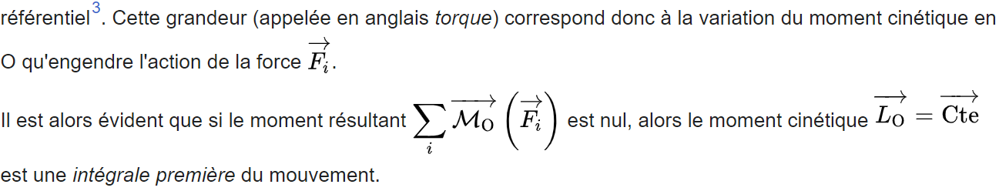 référentiel³. Cette grandeur (appelée en anglais torque) correspond donc à la variation du moment cinétique en
O qu'engendre l'action de la force $\overrightarrow{F_i}$.
Il est alors évident que si le moment résultant $\sum_i \overrightarrow{\mathcal{M}_\mathrm{O}} \left( \overrightarrow{F_i} \right)$ est nul, alors le moment cinétique $\overrightarrow{L_\mathrm{O}} = \overrightarrow{\mathrm{Cte}}$
est une intégrale première du mouvement.